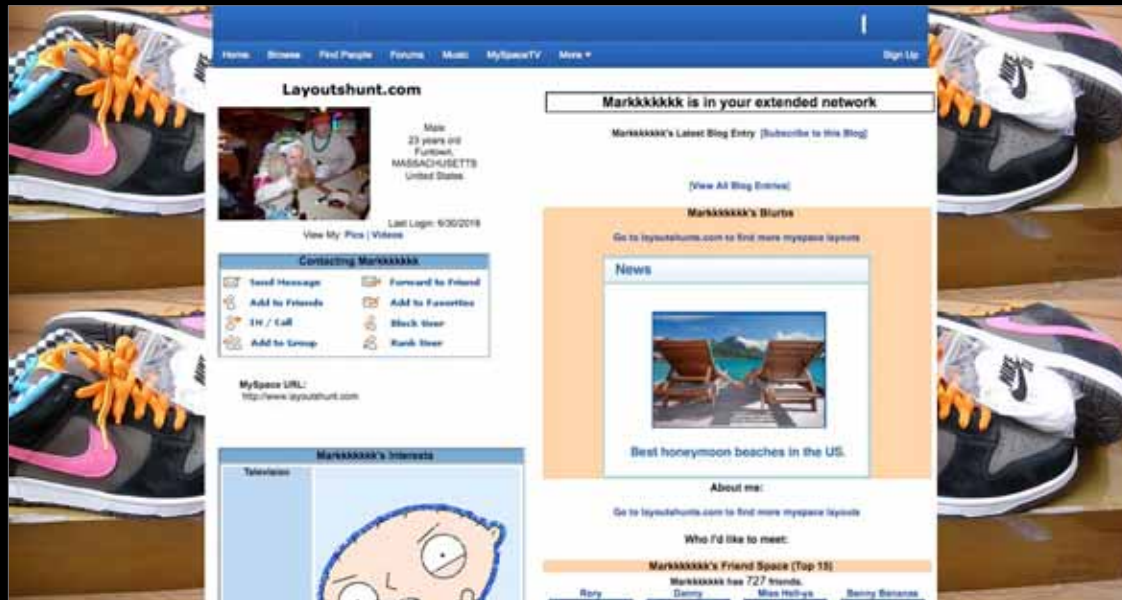 Home Browse Find People Forums Music MySpaceTV More Sign Up
Layoutshunt.com
Male
23 years old
Funtown,
MASSACHUSETTS
United States
Last Login: 6/30/2018
View My: Pics | Videos
Contacting Markkkkkkk
Send Message Forward to Friend
Add to Friends Add to Favorites
IM / Call Block User
Add to Group Rank User
MySpace URL:
http://www.layoutshunt.com
Markkkkkkk's Interests
Television
Markkkkkkk is in your extended network
Markkkkkkk's Latest Blog Entry [Subscribe to this Blog]
[View All Blog Entries]
Markkkkkkk's Blurbs
Go to layoutshunts.com to find more myspace layouts
News
Best honeymoon beaches in the US.
About me:
Go to layoutshunts.com to find more myspace layouts
Who I'd like to meet:
Markkkkkkk's Friend Space (Top 15)
Markkkkkkk has 727 friends.
Rory Danny Miss Hell-ya Benny Bananas
NIKE
NIKE